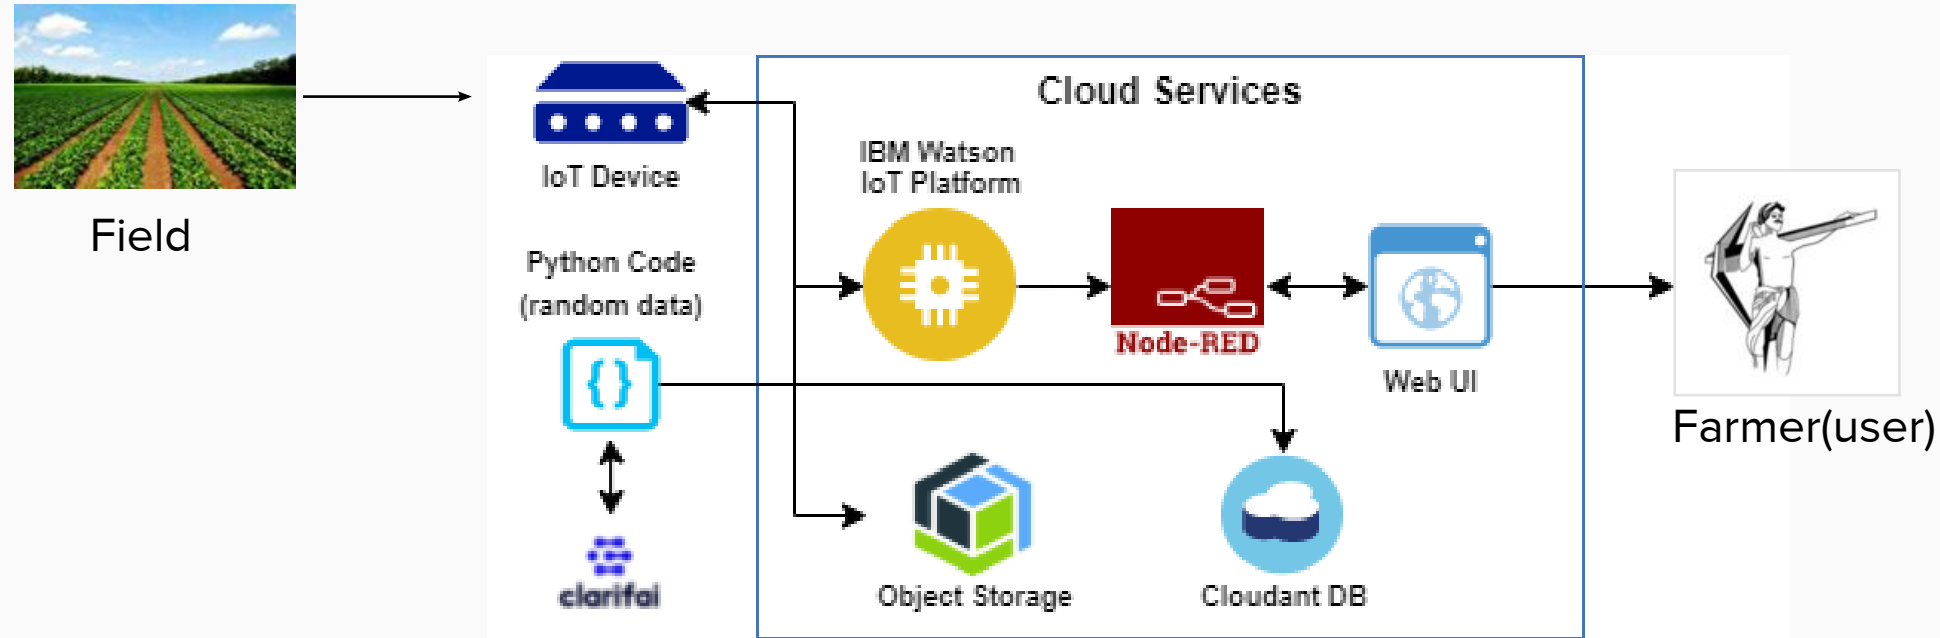 Cloud Services
IoT Device
Field
IBM Watson
IoT Platform
Python Code
(random data)
Node-RED
Web UI
Farmer(user)
clarifai
Object Storage
Cloudant DB